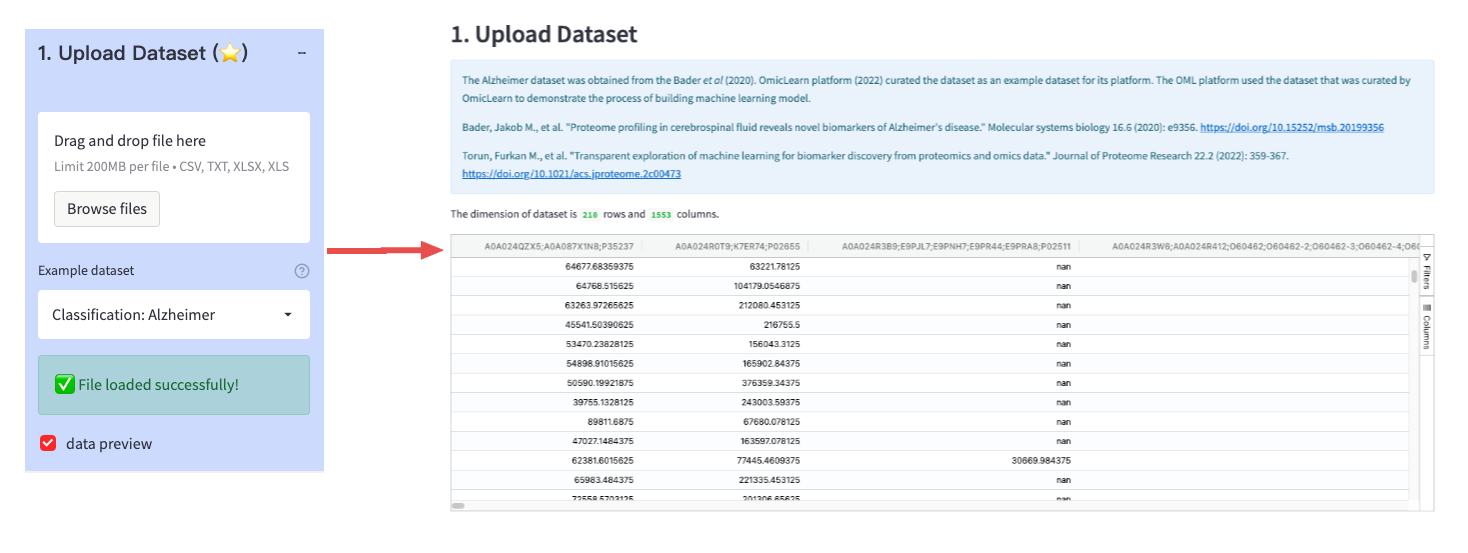 1. Upload Dataset (⭐) –
Drag and drop file here
Limit 200MB per file • CSV, TXT, XLSX, XLS
Browse files
Example dataset
Classification: Alzheimer
✅ File loaded successfully!
data preview
1. Upload Dataset
The Alzheimer dataset was obtained from the Bader et al (2020). OmicLearn platform (2022) curated the dataset as an example dataset for its platform. The OML platform used the dataset that was curated by
OmicLearn to demonstrate the process of building machine learning model.
Bader, Jakob M., et al. "Proteome profiling in cerebrospinal fluid reveals novel biomarkers of Alzheimer's disease." Molecular systems biology 16.6 (2020): e9356. https://doi.org/10.15252/msb.20199356
Torun, Furkan M., et al. "Transparent exploration of machine learning for biomarker discovery from proteomics and omics data." Journal of Proteome Research 22.2 (2022): 359-367.
https://doi.org/10.1021/acs.jproteome.2c00473
The dimension of dataset is 216 rows and 1553 columns.
A0A024QZX5;A0A087X1N8;P35237 A0A024R0T9;K7ER74;P02655 A0A024R3B9;E9PJL7;E9PNH7;E9PR44;E9PRA8;P02511 A0A024R3W6;A0A024R412;O60462;O60462-2;O60462-3;O60462-4;O60
64677.68359375 63221.78125 nan
64768.515625 104179.0546875 nan
63263.97265625 212080.453125 nan
45541.50390625 216755.5 nan
53470.23828125 156043.3125 nan
54898.91015625 165902.84375 nan
50590.19921875 376359.34375 nan
39755.1328125 243003.59375 nan
89811.6875 67680.078125 nan
47027.1484375 163597.078125 nan
62381.6015625 77445.4609375 30669.984375
65983.484375 221335.453125 nan
72558.5703125 201306.65625 nan
Filters
Columns